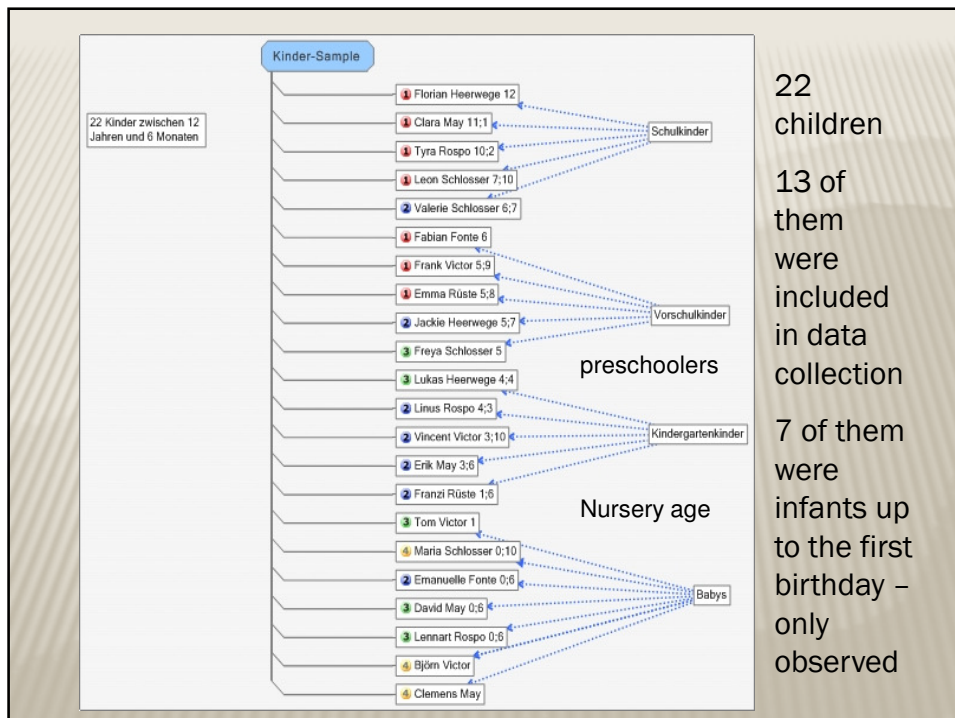 Kinder-Sample
22 Kinder zwischen 12
Jahren und 6 Monaten
1 Florian Heerwege 12
1 Clara May 11;1
1 Tyra Rospo 10;2
1 Leon Schlosser 7;10
2 Valerie Schlosser 6;7
Schulkinder
1 Fabian Fonte 6
1 Frank Victor 5;9
1 Emma Rüste 5;8
2 Jackie Heerwege 5;7
3 Freya Schlosser 5
Vorschulkinder
preschoolers
3 Lukas Heerwege 4;4
2 Linus Rospo 4;3
2 Vincent Victor 3;10
2 Erik May 3;6
2 Franzi Rüste 1;6
Kindergartenkinder
Nursery age
3 Tom Victor 1
4 Maria Schlosser 0;10
2 Emanuelle Fonte 0;6
3 David May 0;6
3 Lennart Rospo 0;6
4 Björn Victor
4 Clemens May
Babys
22
children
13 of
them
were
included
in data
collection
7 of them
were
infants up
to the first
birthday –
only
observed